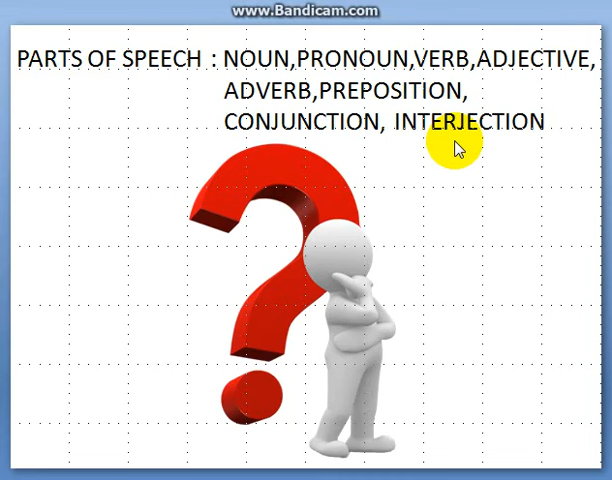 www.Bandicam.com
PARTS OF SPEECH : NOUN,PRONOUN,VERB,ADJECTIVE,
ADVERB,PREPOSITION,
CONJUNCTION, INTERJECTION